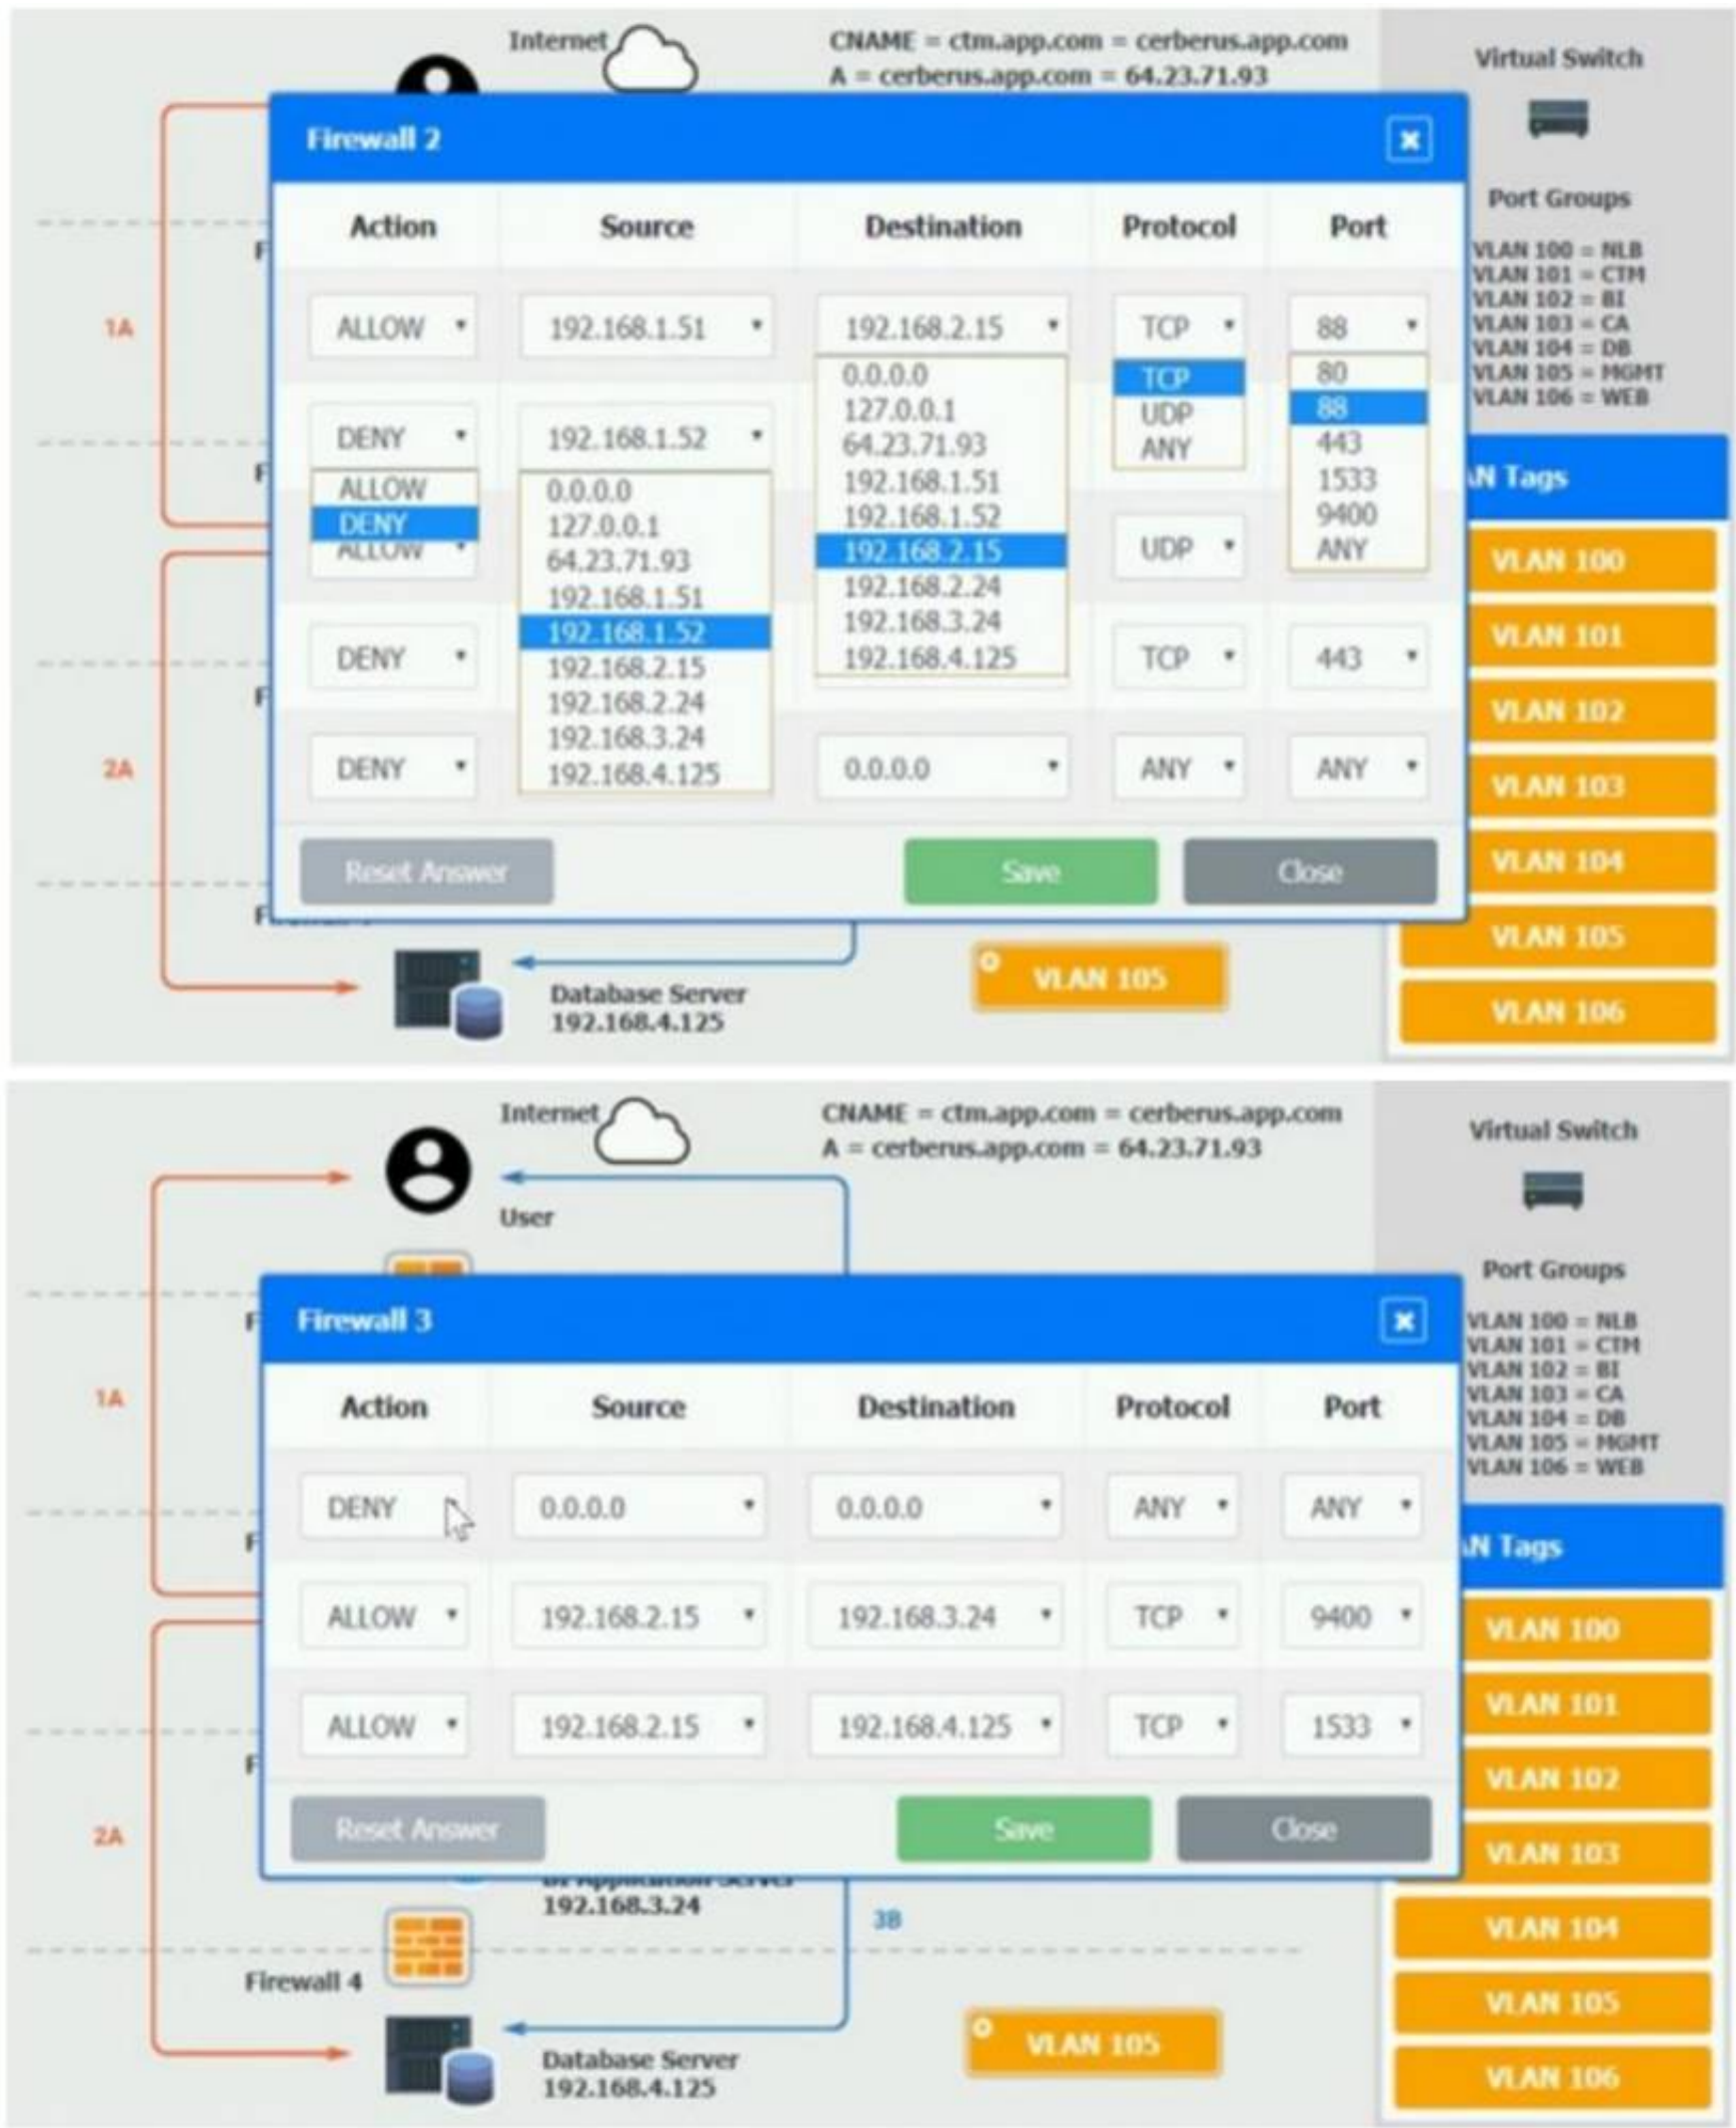 Internet
CNAME = ctm.app.com = cerberus.app.com
A = cerberus.app.com = 64.23.71.93
Virtual Switch
Port Groups
VLAN 100 = NLB
VLAN 101 = CTM
VLAN 102 = BI
VLAN 103 = CA
VLAN 104 = DB
VLAN 105 = MGMT
VLAN 106 = WEB
1A
2A
Firewall 2
Action Source Destination Protocol Port
ALLOW 192.168.1.51 192.168.2.15 TCP 88
0.0.0.0
127.0.0.1
64.23.71.93
192.168.1.51
192.168.1.52
192.168.2.15
192.168.2.24
192.168.3.24
192.168.4.125
TCP
UDP
ANY
80
88
443
1533
9400
ANY
DENY 192.168.1.52
ALLOW
DENY
0.0.0.0
127.0.0.1
64.23.71.93
192.168.1.51
192.168.1.52
192.168.2.15
192.168.2.24
192.168.3.24
192.168.4.125
ALLOW UDP
DENY TCP 443
DENY 0.0.0.0 ANY ANY
Reset Answer Save Close
AN Tags
VLAN 100
VLAN 101
VLAN 102
VLAN 103
VLAN 104
VLAN 105
VLAN 106
Database Server
192.168.4.125
VLAN 105
Internet
CNAME = ctm.app.com = cerberus.app.com
A = cerberus.app.com = 64.23.71.93
User
Virtual Switch
Port Groups
VLAN 100 = NLB
VLAN 101 = CTM
VLAN 102 = BI
VLAN 103 = CA
VLAN 104 = DB
VLAN 105 = MGMT
VLAN 106 = WEB
1A
2A
Firewall 3
Action Source Destination Protocol Port
DENY 0.0.0.0 0.0.0.0 ANY ANY
ALLOW 192.168.2.15 192.168.3.24 TCP 9400
ALLOW 192.168.2.15 192.168.4.125 TCP 1533
Reset Answer Save Close
AN Tags
VLAN 100
VLAN 101
VLAN 102
VLAN 103
VLAN 104
VLAN 105
VLAN 106
BI Application Server
192.168.3.24
3B
Firewall 4
Database Server
192.168.4.125
VLAN 105